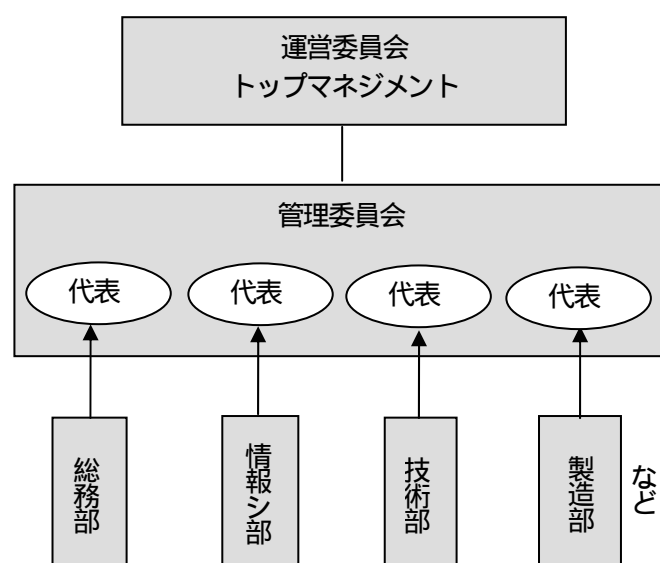 運営委員会
トップマネジメント
管理委員会
代表
代表
代表
代表
総務部
情報シ部
技術部
製造部
など